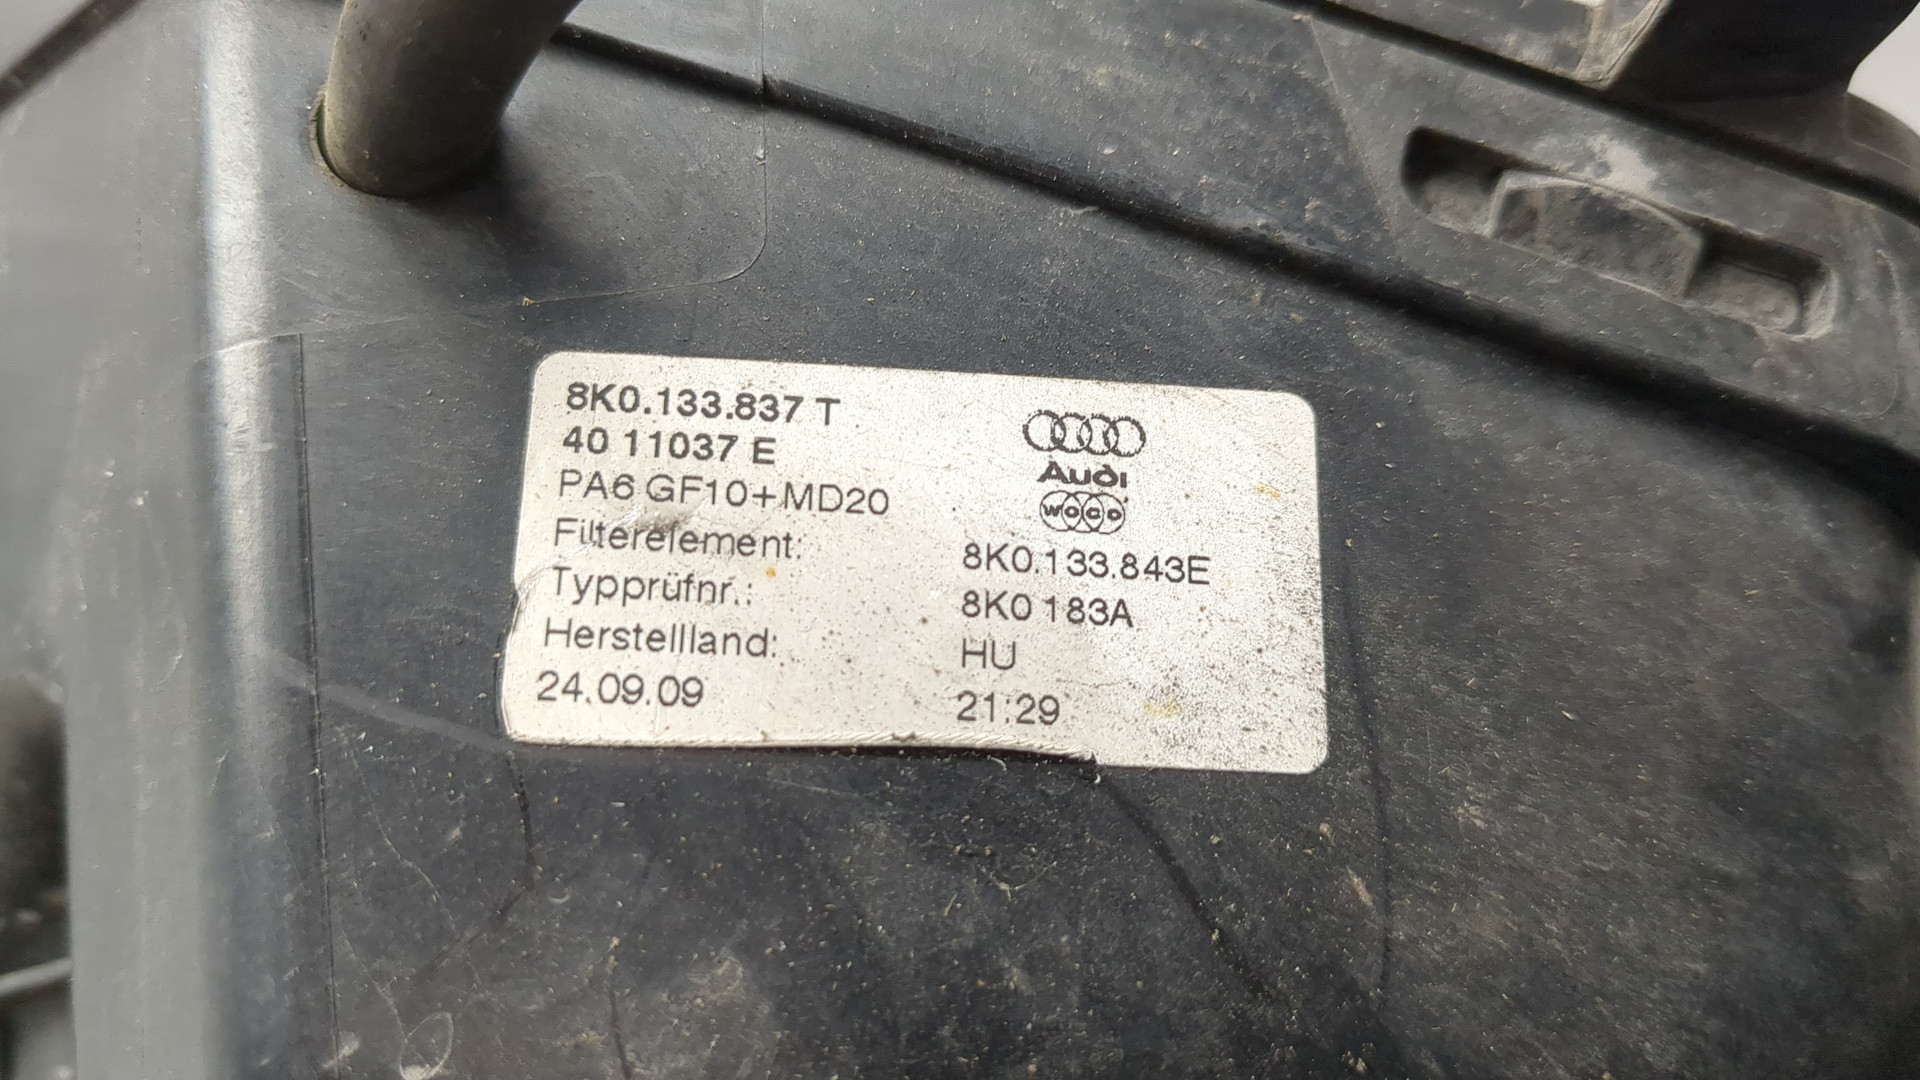 8K0.133.837 T
40 11037 E
Audi
PA6 GF10+MD20
woco
Filterelement: 8K0.133.843E
Typprüfnr.: 8K0 183A
Herstellland: HU
24.09.09 21:29